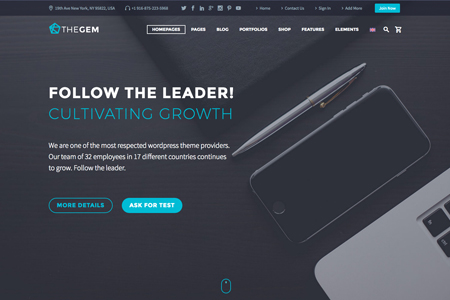 19th Ave New York, NY 95822, USA
+1 916-875-223-5968
Home
Contact Us
Sign In
Add More
Join Now
THEGEM
HOMEPAGES
PAGES
BLOG
PORTFOLIOS
SHOP
FEATURES
ELEMENTS
FOLLOW THE LEADER!
CULTIVATING GROWTH
We are one of the most respected wordpress theme providers.
Our team of 32 employees in 17 different countries continues
to grow. Follow the leader.
MORE DETAILS
ASK FOR TEST